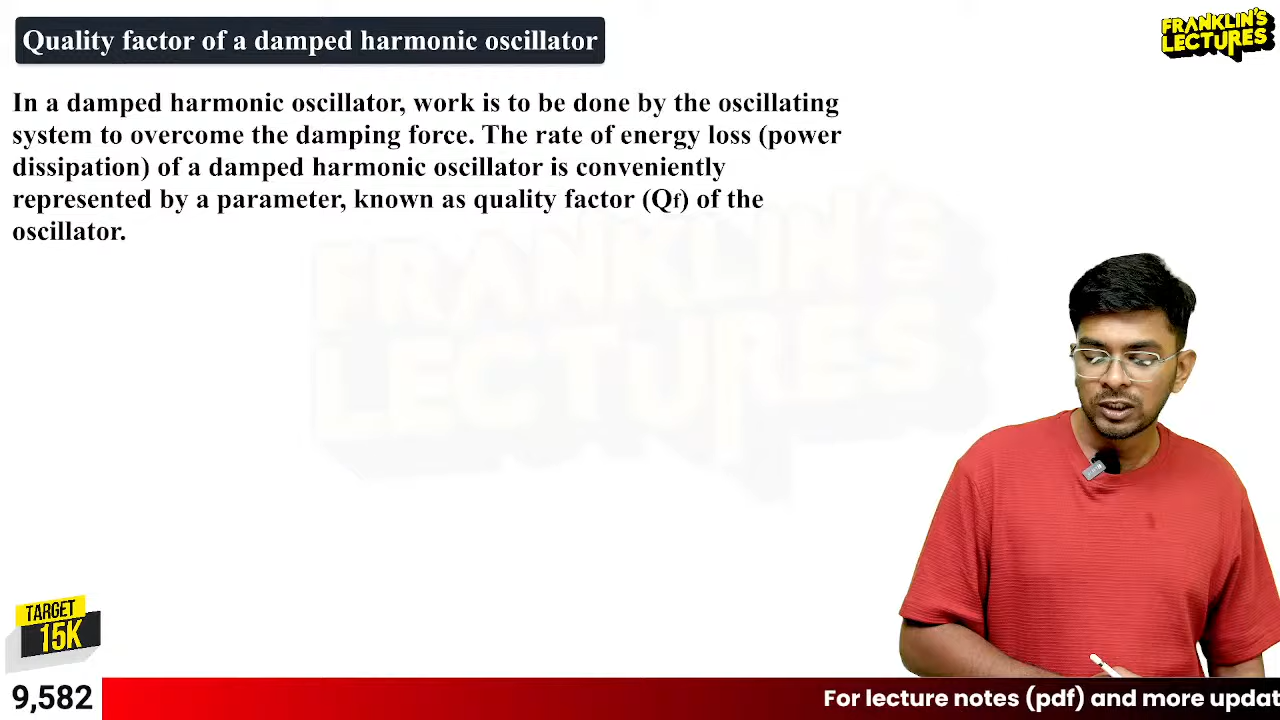 Quality factor of a damped harmonic oscillator
FRANKLIN'S
LECTURES
In a damped harmonic oscillator, work is to be done by the oscillating
system to overcome the damping force. The rate of energy loss (power
dissipation) of a damped harmonic oscillator is conveniently
represented by a parameter, known as quality factor (Qf) of the
oscillator.
FRANKLIN'S
LECTURES
TARGET
15K
9,582
For lecture notes (pdf) and more updat